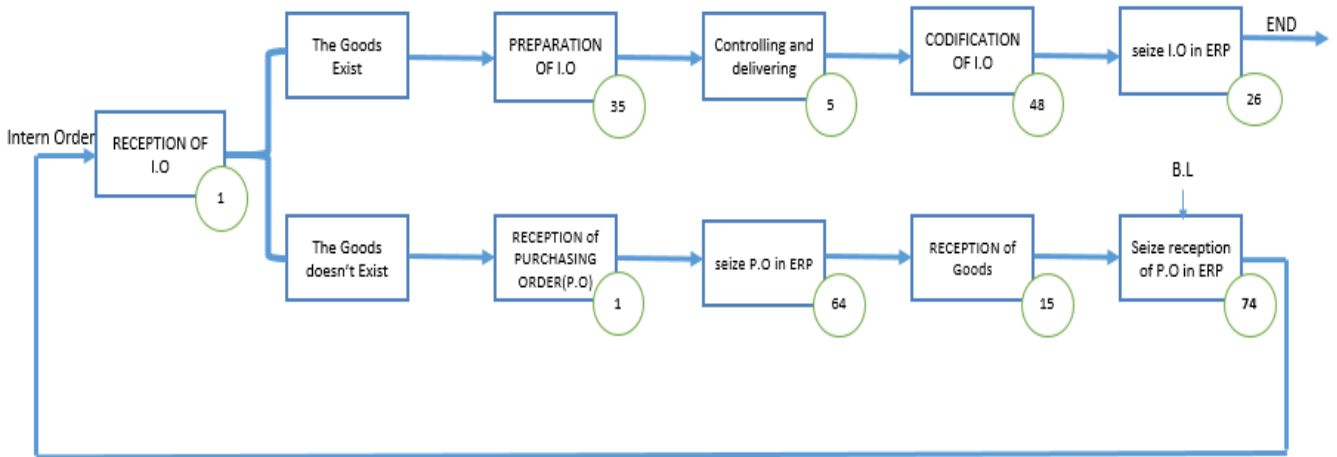 The Goods
Exist
PREPARATION
OF I.O
35
Controlling and
delivering
5
CODIFICATION
OF I.O
48
seize I.O in ERP
26
END
Intern Order
RECEPTION OF
I.O
1
B.L
The Goods
doesn't Exist
RECEPTION of
PURCHASING
ORDER(P.O)
1
seize P.O in ERP
64
RECEPTION of
Goods
15
Seize reception
of P.O in ERP
74